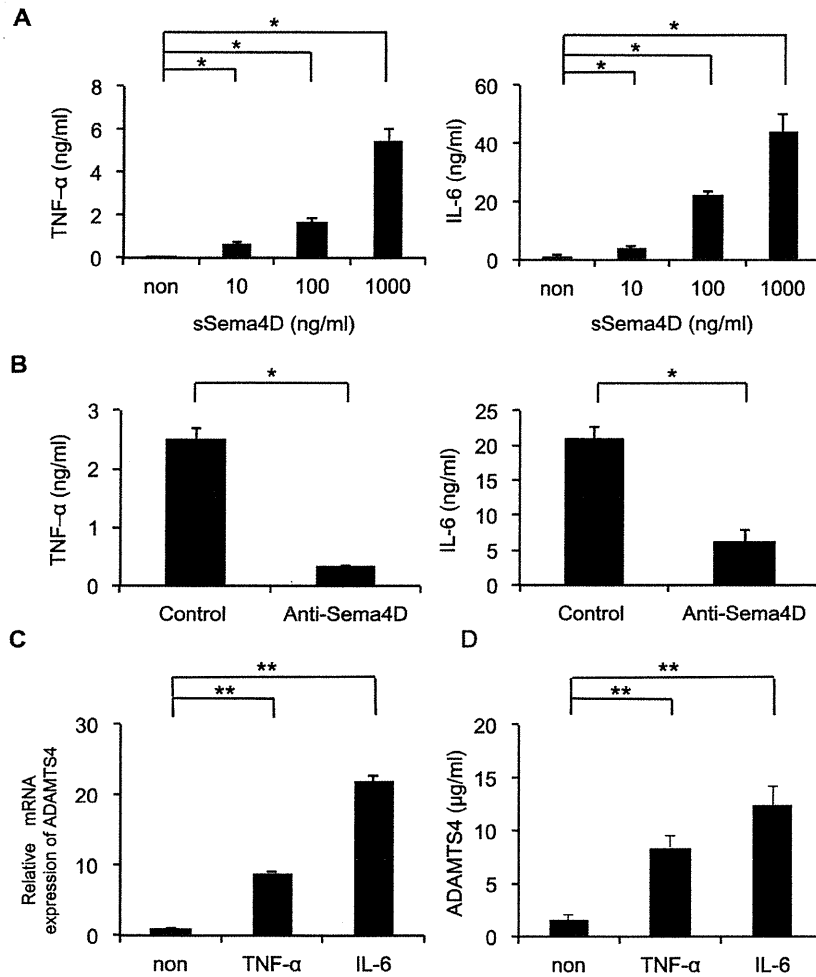 A
*
*
*
TNF-α (ng/ml)
8
6
4
2
0
non 10 100 1000
sSema4D (ng/ml)
*
*
*
IL-6 (ng/ml)
60
40
20
0
non 10 100 1000
sSema4D (ng/ml)
B
*
TNF-α (ng/ml)
3
2
1
0
Control Anti-Sema4D
*
IL-6 (ng/ml)
25
20
15
10
5
0
Control Anti-Sema4D
C
**
**
Relative mRNA
expression of ADAMTS4
30
20
10
0
non TNF-α IL-6
D
**
**
ADAMTS4 (µg/ml)
20
15
10
5
0
non TNF-α IL-6